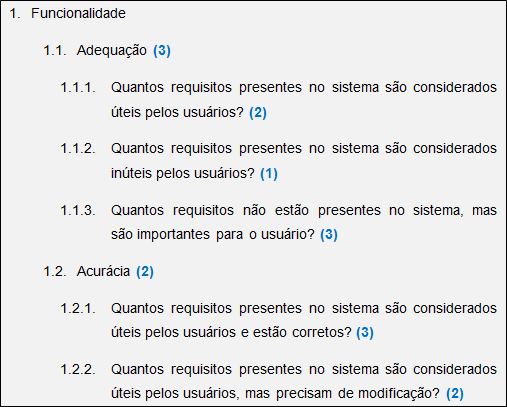 1. Funcionalidade
1.1. Adequação (3)
1.1.1. Quantos requisitos presentes no sistema são considerados
úteis pelos usuários? (2)
1.1.2. Quantos requisitos presentes no sistema são considerados
inúteis pelos usuários? (1)
1.1.3. Quantos requisitos não estão presentes no sistema, mas
são importantes para o usuário? (3)
1.2. Acurácia (2)
1.2.1. Quantos requisitos presentes no sistema são considerados
úteis pelos usuários e estão corretos? (3)
1.2.2. Quantos requisitos presentes no sistema são considerados
úteis pelos usuários, mas precisam de modificação? (2)